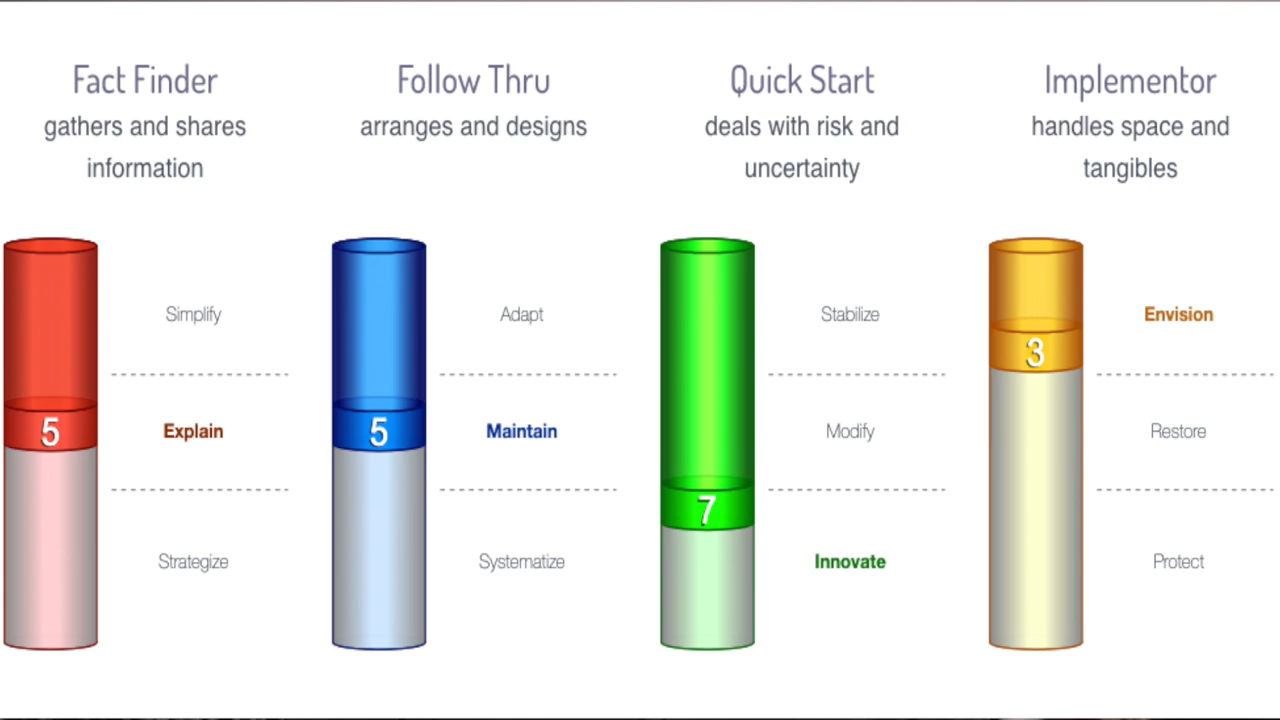 Fact Finder
gathers and shares
information
Follow Thru
arranges and designs
Quick Start
deals with risk and
uncertainty
Implementor
handles space and
tangibles
Simplify
5
Explain
Strategize
Adapt
5
Maintain
Systematize
Stabilize
Modify
7
Innovate
Envision
3
Restore
Protect